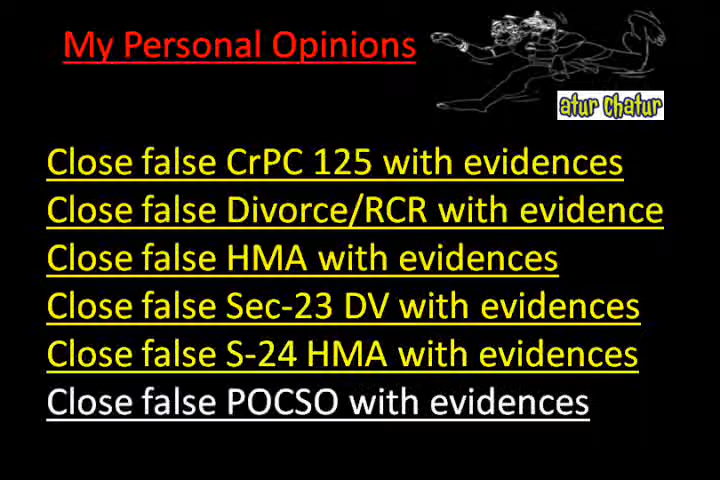 My Personal Opinions
atur Chatur
Close false CrPC 125 with evidences
Close false Divorce/RCR with evidence
Close false HMA with evidences
Close false Sec-23 DV with evidences
Close false S-24 HMA with evidences
Close false POCSO with evidences